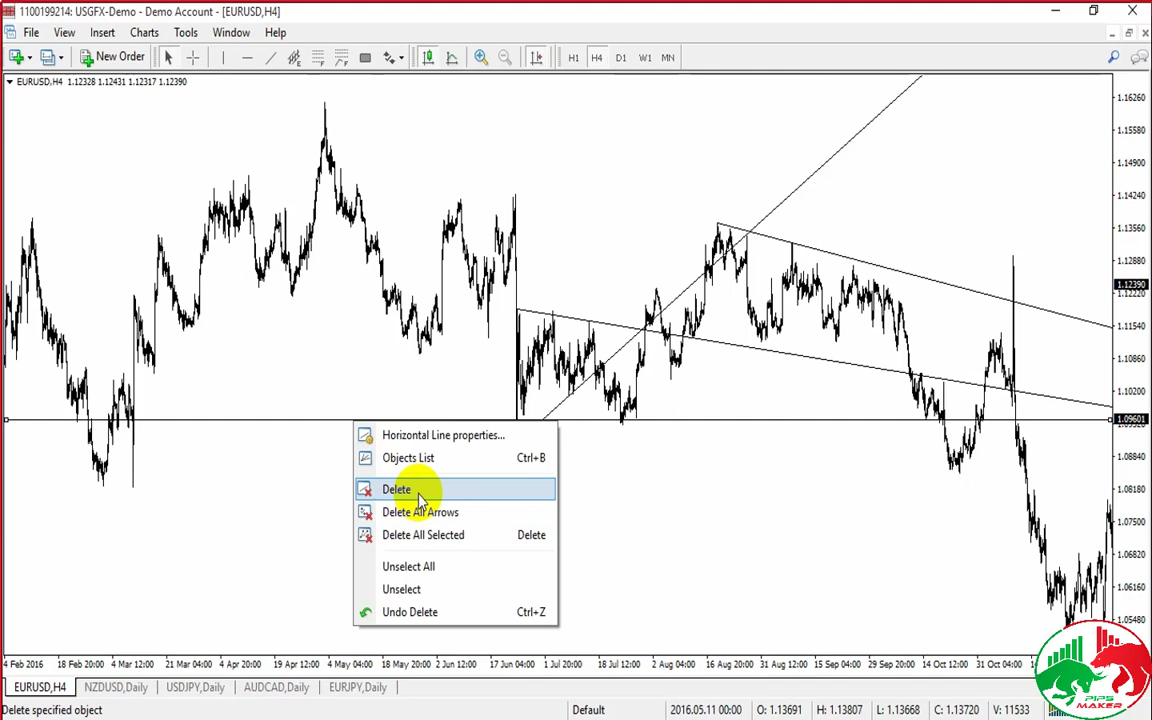 1100199214: USGFX-Demo - Demo Account - [EURUSD,H4]
File View Insert Charts Tools Window Help
New Order H1 H4 D1 W1 MN
EURUSD,H4 1.12328 1.12431 1.12317 1.12390
1.16260
1.15580
1.14900
1.14240
1.13560
1.12880
1.12390
1.12220
1.11540
1.10860
1.10200
1.09601
1.08840
1.08180
1.07500
1.06820
1.06160
1.05480
Horizontal Line properties...
Objects List Ctrl+B
Delete
Delete All Arrows
Delete All Selected Delete
Unselect All
Unselect
Undo Delete Ctrl+Z
4 Feb 2016 18 Feb 20:00 4 Mar 12:00 21 Mar 04:00 4 Apr 20:00 19 Apr 12:00 4 May 04:00 18 May 20:00 2 Jun 12:00 17 Jun 04:00 1 Jul 20:00 18 Jul 12:00 2 Aug 04:00 16 Aug 20:00 31 Aug 12:00 15 Sep 04:00 29 Sep 20:00 14 Oct 12:00 31 Oct 04:00
EURUSD,H4 NZDUSD,Daily USDJPY,Daily AUDCAD,Daily EURJPY,Daily
PIPS
MAKER
Delete specified object Default 2016.05.11 00:00 O: 1.13691 H: 1.13807 L: 1.13668 C: 1.13720 V: 11533